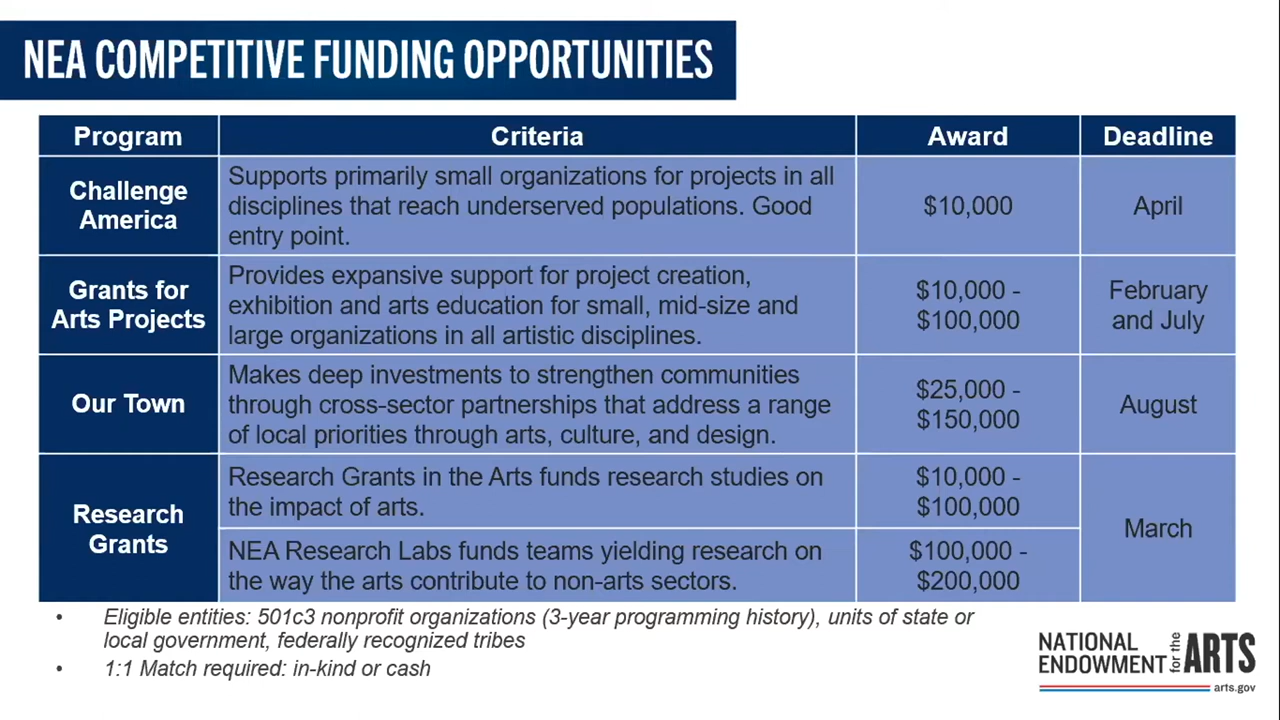 NEA COMPETITIVE FUNDING OPPORTUNITIES
Program Criteria Award Deadline
Challenge
America
Supports primarily small organizations for projects in all
disciplines that reach underserved populations. Good
entry point.
$10,000
April
Grants for
Arts Projects
Provides expansive support for project creation,
exhibition and arts education for small, mid-size and
large organizations in all artistic disciplines.
$10,000 -
$100,000
February
and July
Our Town
Makes deep investments to strengthen communities
through cross-sector partnerships that address a range
of local priorities through arts, culture, and design.
$25,000 -
$150,000
August
Research
Grants
Research Grants in the Arts funds research studies on
the impact of arts.
$10,000 -
$100,000
NEA Research Labs funds teams yielding research on
the way the arts contribute to non-arts sectors.
$100,000 -
$200,000
March
• Eligible entities: 501c3 nonprofit organizations (3-year programming history), units of state or
local government, federally recognized tribes
• 1:1 Match required: in-kind or cash
NATIONAL
ENDOWMENT for the ARTS
arts.gov